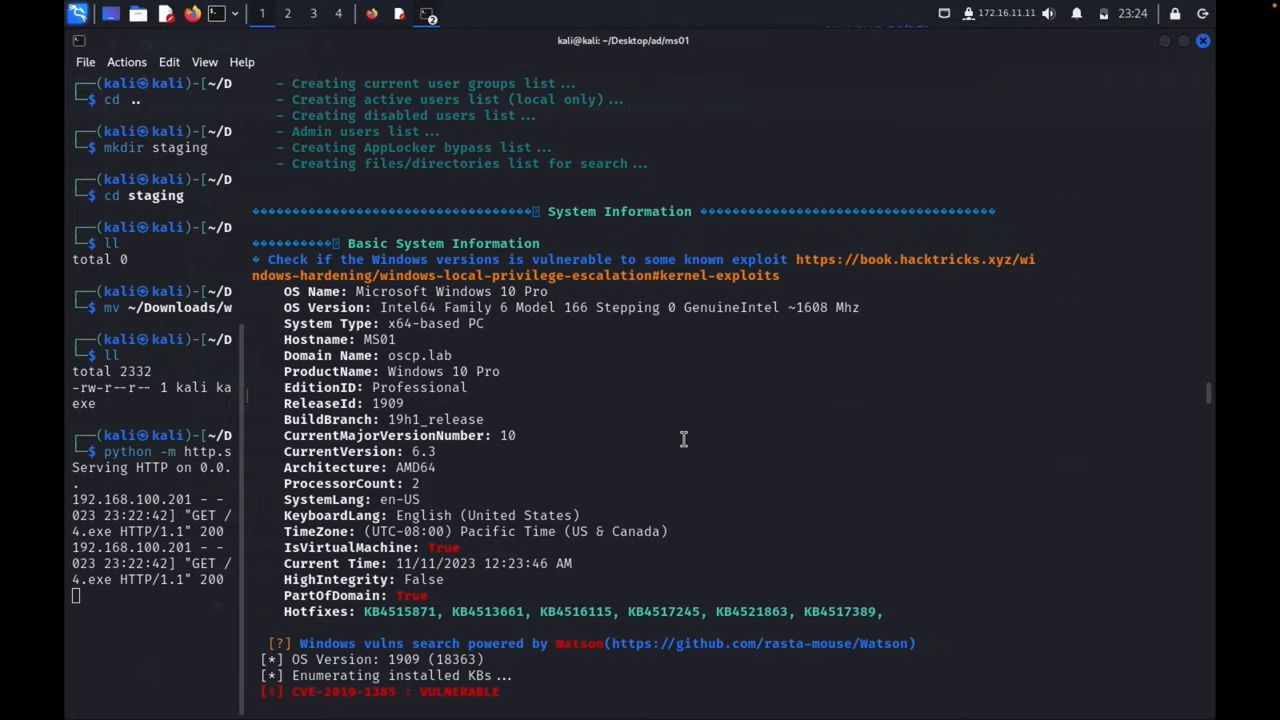 1 2 3 4 2 172.16.11.11 23:24
kali@kali: ~/Desktop/ad/ms01
File Actions Edit View Help
┌──(kali㉿kali)-[~/D
└─$ cd ..
┌──(kali㉿kali)-[~/D
└─$ mkdir staging
┌──(kali㉿kali)-[~/D
└─$ cd staging
┌──(kali㉿kali)-[~/D
└─$ ll
total 0
┌──(kali㉿kali)-[~/D
└─$ mv ~/Downloads/w
┌──(kali㉿kali)-[~/D
└─$ ll
total 2332
-rw-r--r-- 1 kali ka
exe
┌──(kali㉿kali)-[~/D
└─$ python -m http.s
Serving HTTP on 0.0.
.
192.168.100.201 - -
023 23:22:42] "GET /
4.exe HTTP/1.1" 200
192.168.100.201 - -
023 23:22:42] "GET /
4.exe HTTP/1.1" 200
- Creating current user groups list...
- Creating active users list (local only)...
- Creating disabled users list...
- Admin users list...
- Creating AppLocker bypass list...
- Creating files/directories list for search...
System Information
Basic System Information
� Check if the Windows versions is vulnerable to some known exploit https://book.hacktricks.xyz/wi
ndows-hardening/windows-local-privilege-escalation#kernel-exploits
OS Name: Microsoft Windows 10 Pro
OS Version: Intel64 Family 6 Model 166 Stepping 0 GenuineIntel ~1608 Mhz
System Type: x64-based PC
Hostname: MS01
Domain Name: oscp.lab
ProductName: Windows 10 Pro
EditionID: Professional
ReleaseId: 1909
BuildBranch: 19h1_release
CurrentMajorVersionNumber: 10
CurrentVersion: 6.3
Architecture: AMD64
ProcessorCount: 2
SystemLang: en-US
KeyboardLang: English (United States)
TimeZone: (UTC-08:00) Pacific Time (US & Canada)
IsVirtualMachine: True
Current Time: 11/11/2023 12:23:46 AM
HighIntegrity: False
PartOfDomain: True
Hotfixes: KB4515871, KB4513661, KB4516115, KB4517245, KB4521863, KB4517389,
[?] Windows vulns search powered by Watson(https://github.com/rasta-mouse/Watson)
[*] OS Version: 1909 (18363)
[*] Enumerating installed KBs...
[!] CVE-2019-1385 : VULNERABLE